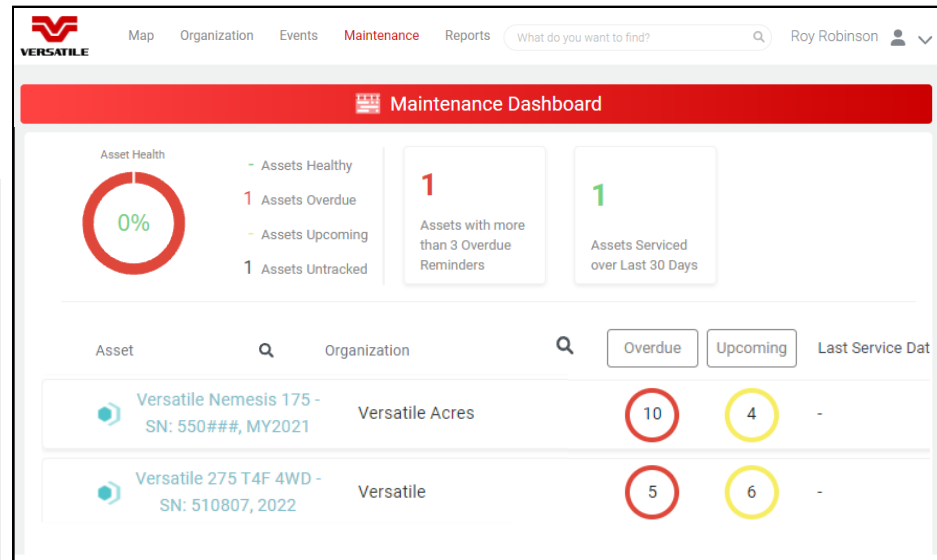 VERSATILE
Map Organization Events Maintenance Reports What do you want to find? Roy Robinson
Maintenance Dashboard
Asset Health
0%
- Assets Healthy
1 Assets Overdue
- Assets Upcoming
1 Assets Untracked
1
Assets with more
than 3 Overdue
Reminders
1
Assets Serviced
over Last 30 Days
Asset Organization Overdue Upcoming Last Service Dat
Versatile Nemesis 175 -
SN: 550###, MY2021
Versatile Acres 10 4 -
Versatile 275 T4F 4WD -
SN: 510807, 2022
Versatile 5 6 -